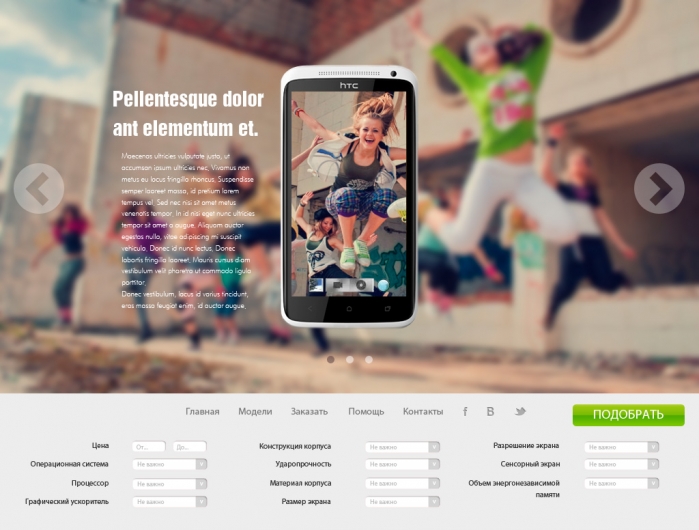 Pellentesque dolor
ant elementum et.
Maecenas ultricies vulputate justo, ut
accumsan ipsum ultricies nec. Vivamus non
metus eu lacus fringilla rhoncus. Suspendisse
semper laoreet massa, id pretium lorem
tempus vel. Sed nec nisi sit amet metus
venenatis tempor. In id nisi eget nunc ultricies
tempor sit amet a augue. Aliquam auctor
egestas nulla, vitae adipiscing mi suscipit
vehicula. Donec id nunc lectus. Donec
lobortis fringilla laoreet. Mauris cursus diam
vestibulum velit pharetra ut commodo ligula
porttitor
Donec vestibulum, lacus id varius tincidunt,
eros massa feugiat enim, id auctor augue
hTC
Главная Модели Заказать Помощь Контакты f B ПОДОБРАТЬ
Цена От... До...
Операционная система Не важно
Процессор Не важно
Графический ускоритель Не важно
Конструкция корпуса Не важно
Ударопрочность Не важно
Материал корпуса Не важно
Размер экрана Не важно
Разрешение экрана Не важно
Сенсорный экран Не важно
Объем энергонезависимой Не важно
памяти